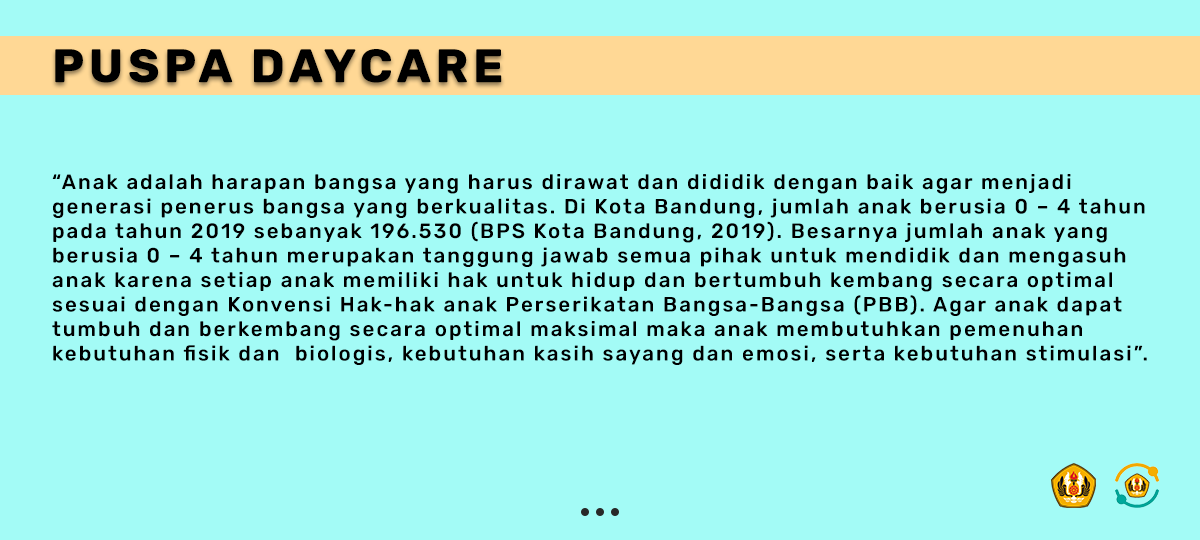 PUSPA DAYCARE
“Anak adalah harapan bangsa yang harus dirawat dan dididik dengan baik agar menjadi
generasi penerus bangsa yang berkualitas. Di Kota Bandung, jumlah anak berusia 0 – 4 tahun
pada tahun 2019 sebanyak 196.530 (BPS Kota Bandung, 2019). Besarnya jumlah anak yang
berusia 0 – 4 tahun merupakan tanggung jawab semua pihak untuk mendidik dan mengasuh
anak karena setiap anak memiliki hak untuk hidup dan bertumbuh kembang secara optimal
sesuai dengan Konvensi Hak-hak anak Perserikatan Bangsa-Bangsa (PBB). Agar anak dapat
tumbuh dan berkembang secara optimal maksimal maka anak membutuhkan pemenuhan
kebutuhan fisik dan  biologis, kebutuhan kasih sayang dan emosi, serta kebutuhan stimulasi”.